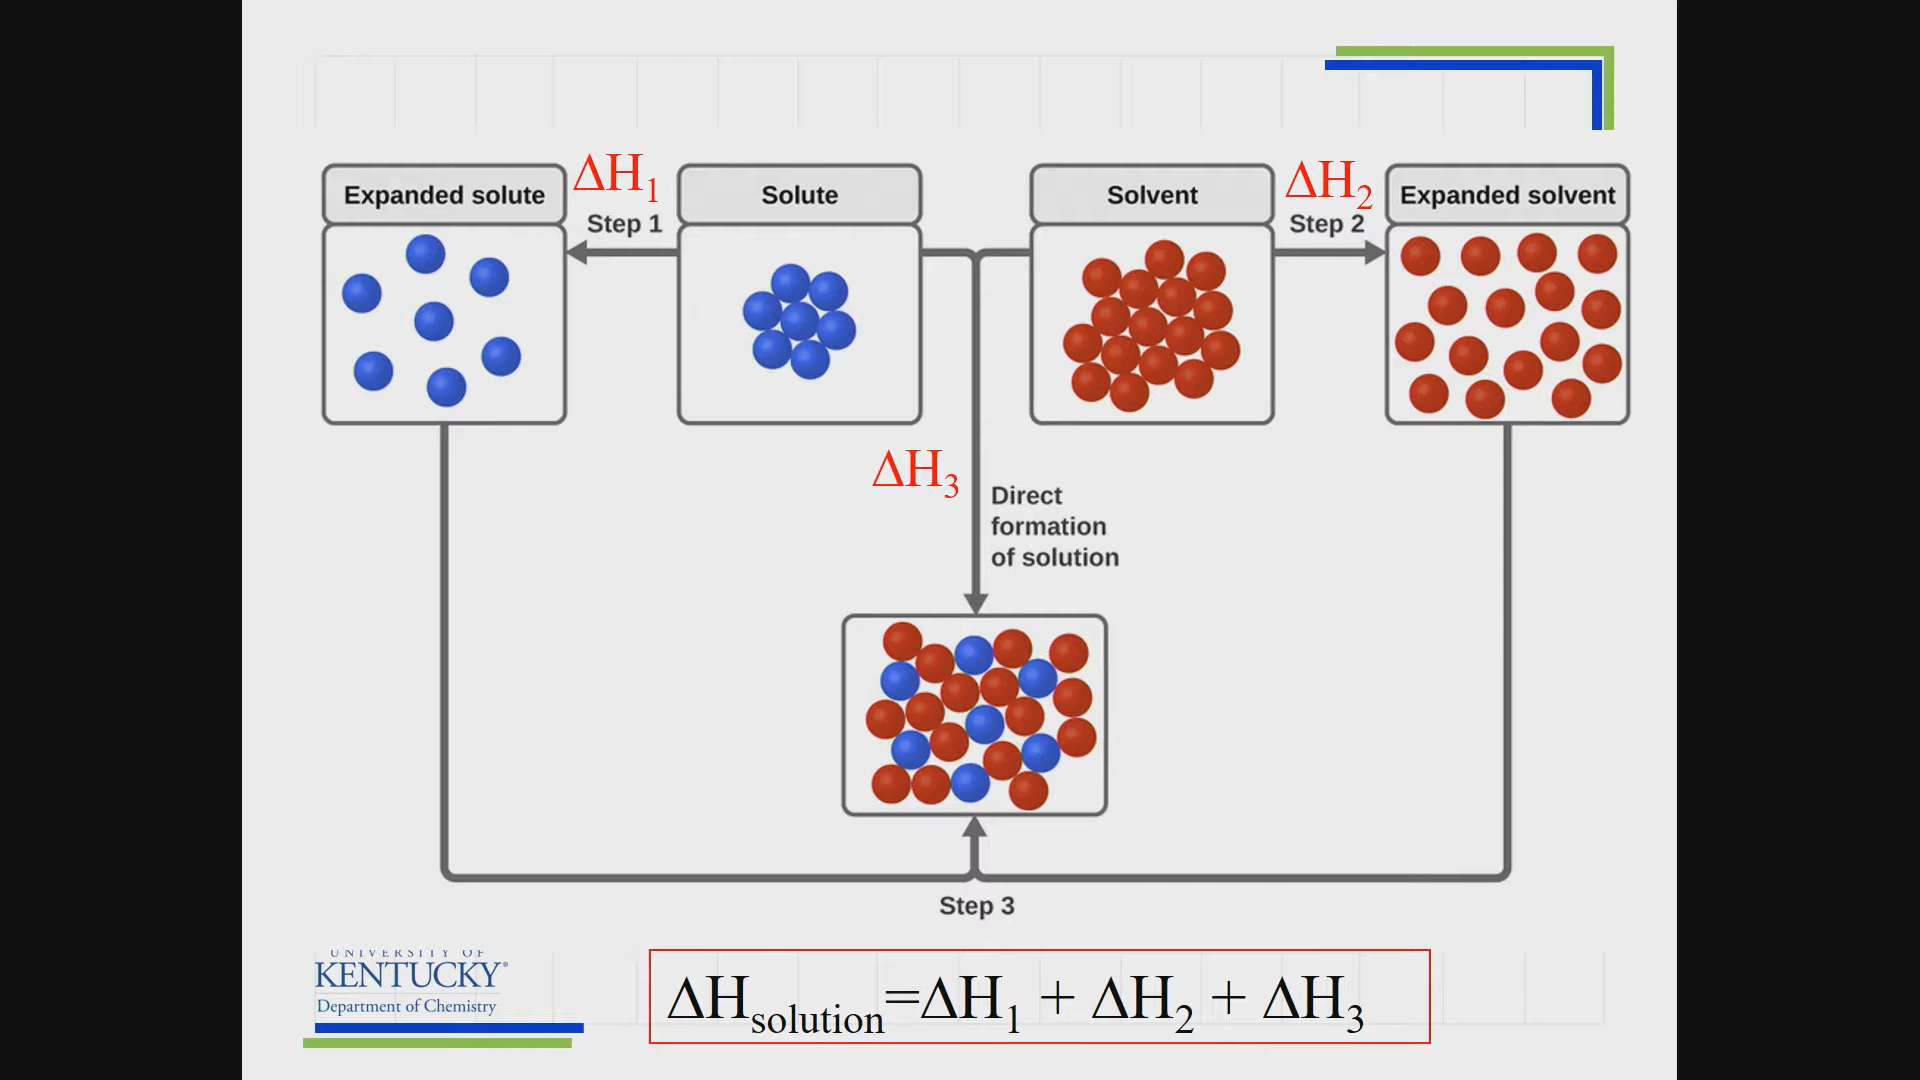 Expanded solute
ΔH₁
Step 1
Solute
Solvent
ΔH₂
Step 2
Expanded solvent
ΔH₃
Direct
formation
of solution
Step 3
UNIVERSITY OF
KENTUCKY®
Department of Chemistry
ΔHsolution=ΔH₁ + ΔH₂ + ΔH₃